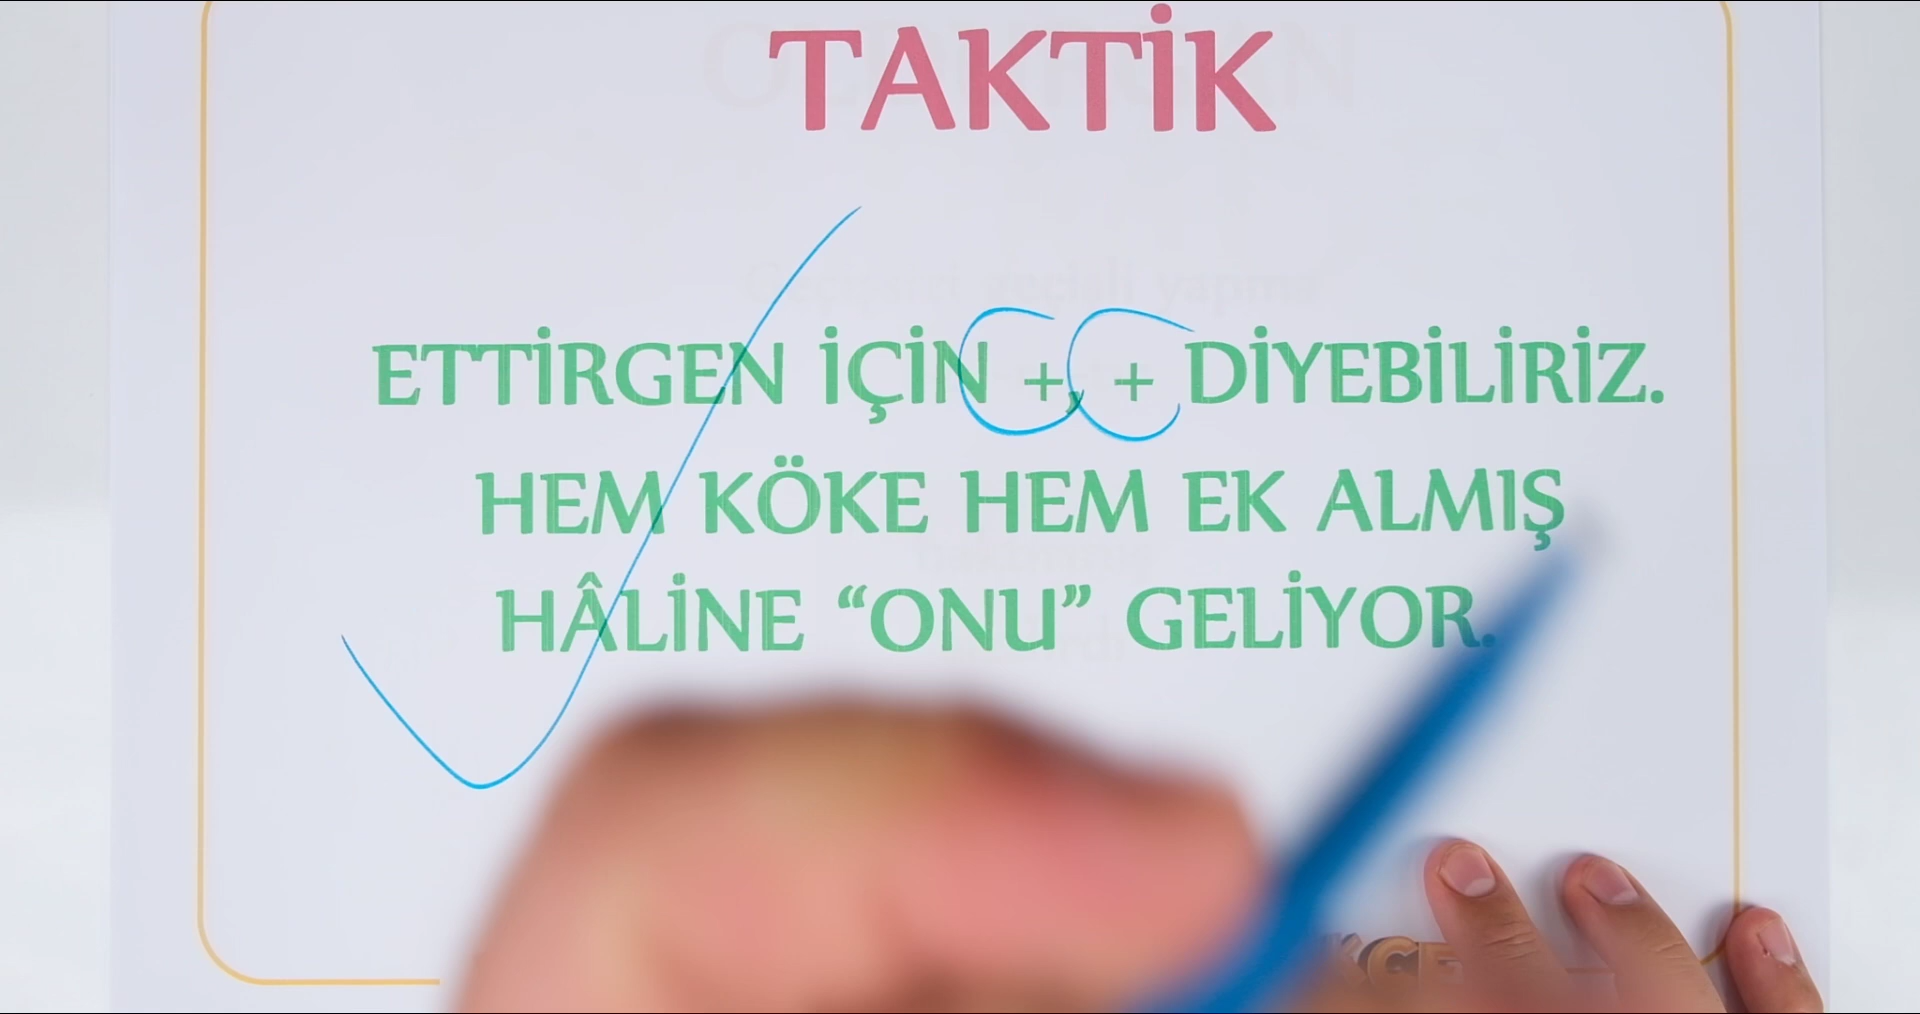 TAKTİK
ETTİRGEN İÇİN +, + DİYEBİLİRİZ.
HEM KÖKE HEM EK ALMIŞ
HÂLİNE “ONU” GELİYOR.